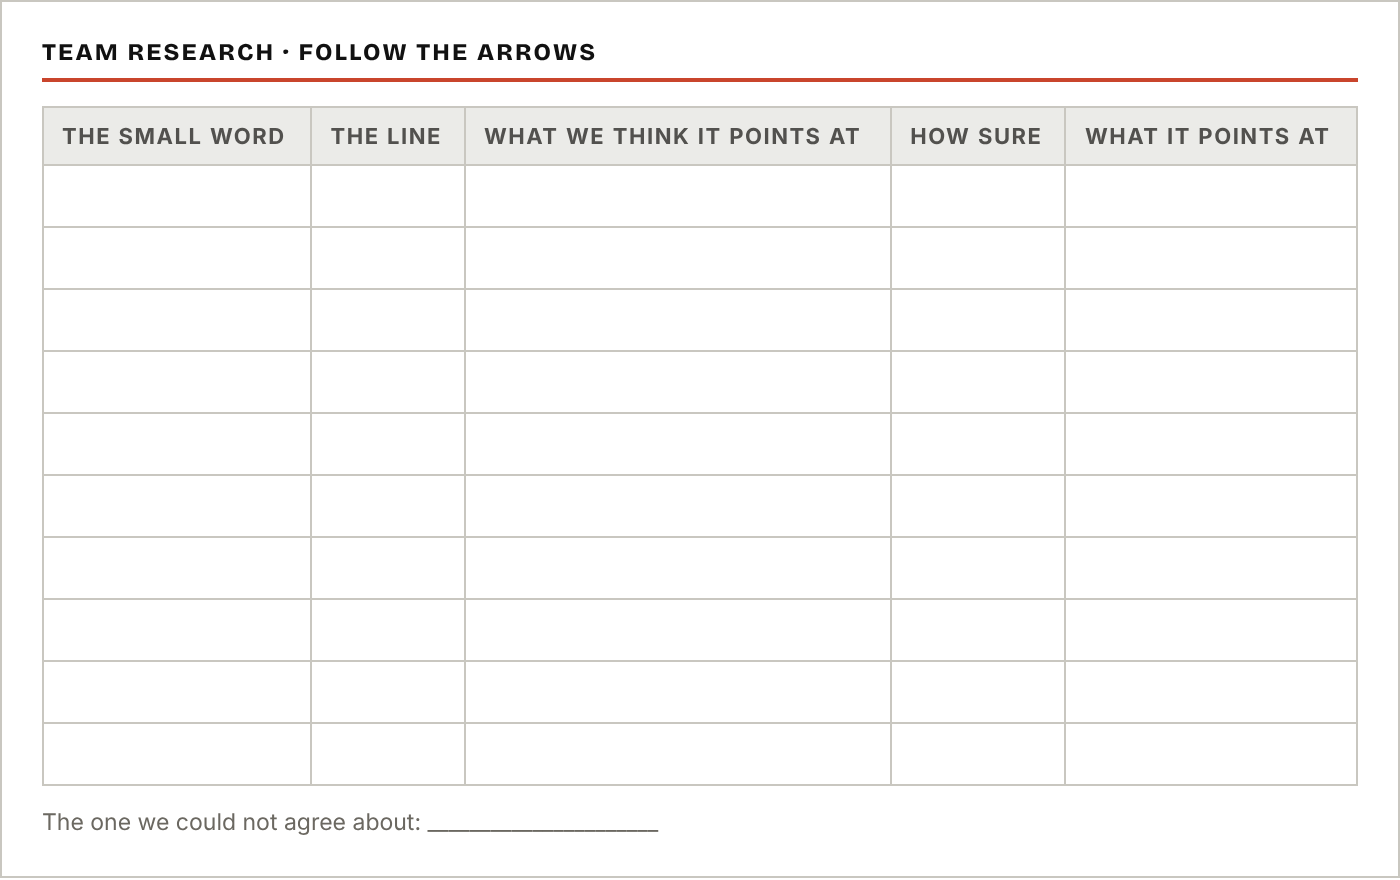 TEAM RESEARCH · FOLLOW THE ARROWS
THE SMALL WORD THE LINE WHAT WE THINK IT POINTS AT HOW SURE WHAT IT POINTS AT
The one we could not agree about: ____________________